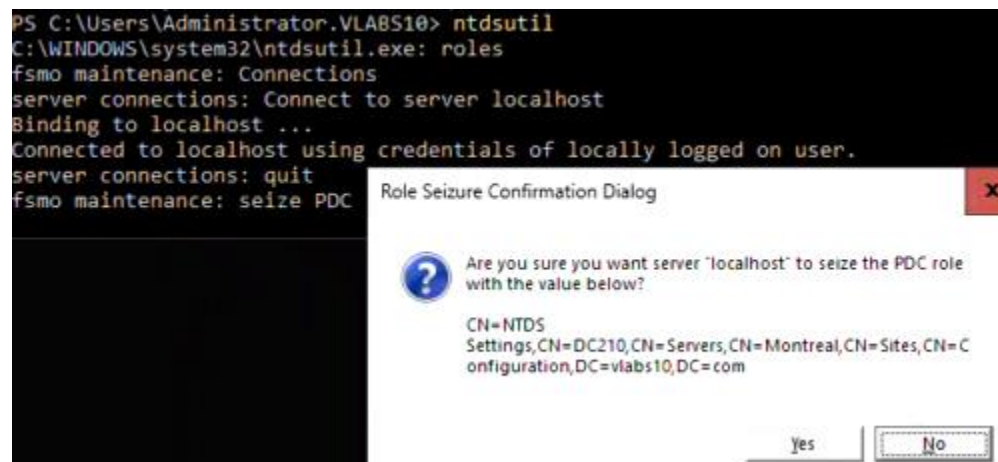 PS C:\Users\Administrator.VLABS10> ntdsutil
C:\WINDOWS\system32\ntdsutil.exe: roles
fsmo maintenance: Connections
server connections: Connect to server localhost
Binding to localhost ...
Connected to localhost using credentials of locally logged on user.
server connections: quit
fsmo maintenance: seize PDC
Role Seizure Confirmation Dialog
x
Are you sure you want server "localhost" to seize the PDC role
with the value below?
CN=NTDS
Settings,CN=DC210,CN=Servers,CN=Montreal,CN=Sites,CN=C
onfiguration,DC=vlabs10,DC=com
Yes
No